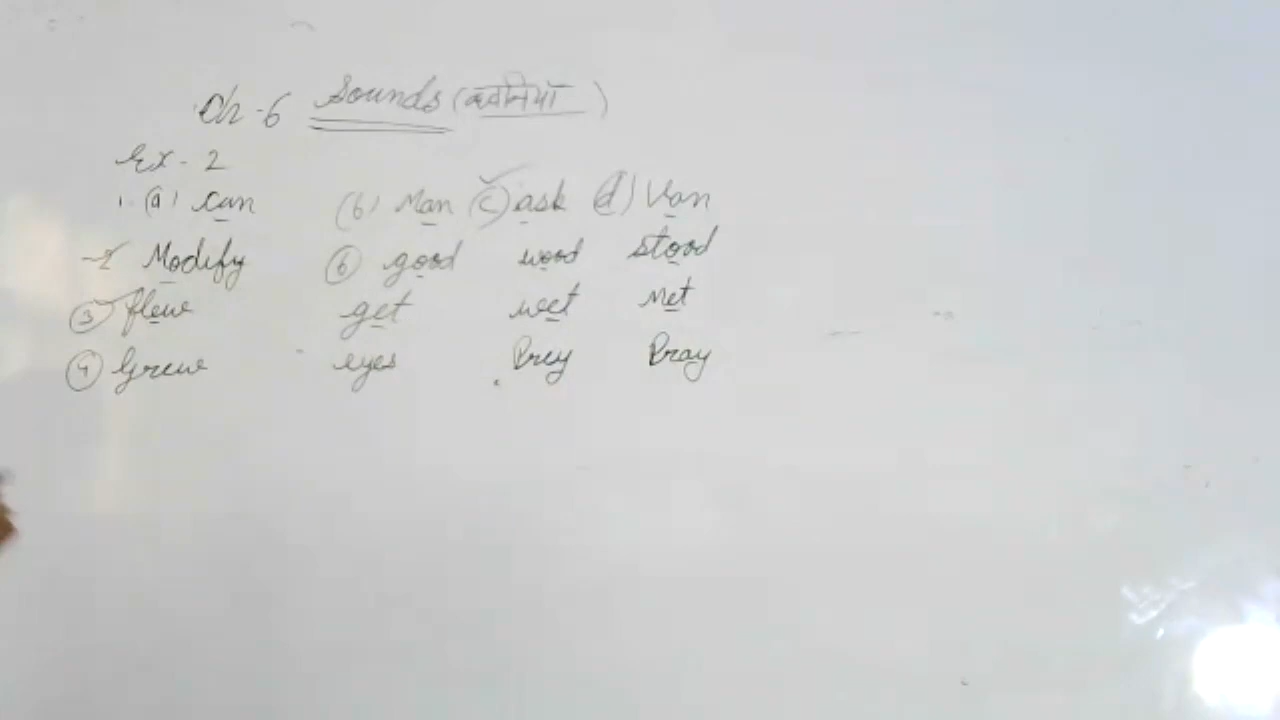 Ch-6 Sounds (ध्वनियाँ)
Ex-2
1. (a) can (b) Man (c) ask (d) Van
2 Modify (b) good wood stood
3 flew get wet Met
4 Grew eyes Prey Pray